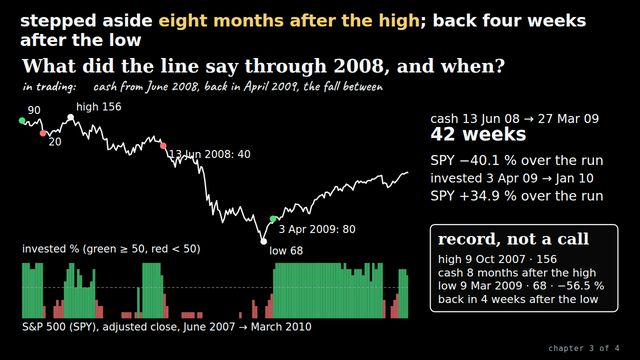 stepped aside eight months after the high; back four weeks
after the low
What did the line say through 2008, and when?
in trading: cash from June 2008, back in April 2009, the fall between
90
high 156
20
13 Jun 2008: 40
3 Apr 2009: 80
low 68
cash 13 Jun 08 → 27 Mar 09
42 weeks
SPY −40.1 % over the run
invested 3 Apr 09 → Jan 10
SPY +34.9 % over the run
record, not a call
high 9 Oct 2007 · 156
cash 8 months after the high
low 9 Mar 2009 · 68 · −56.5 %
back in 4 weeks after the low
invested % (green ≥ 50, red < 50)
S&P 500 (SPY), adjusted close, June 2007 → March 2010
chapter 3 of 4